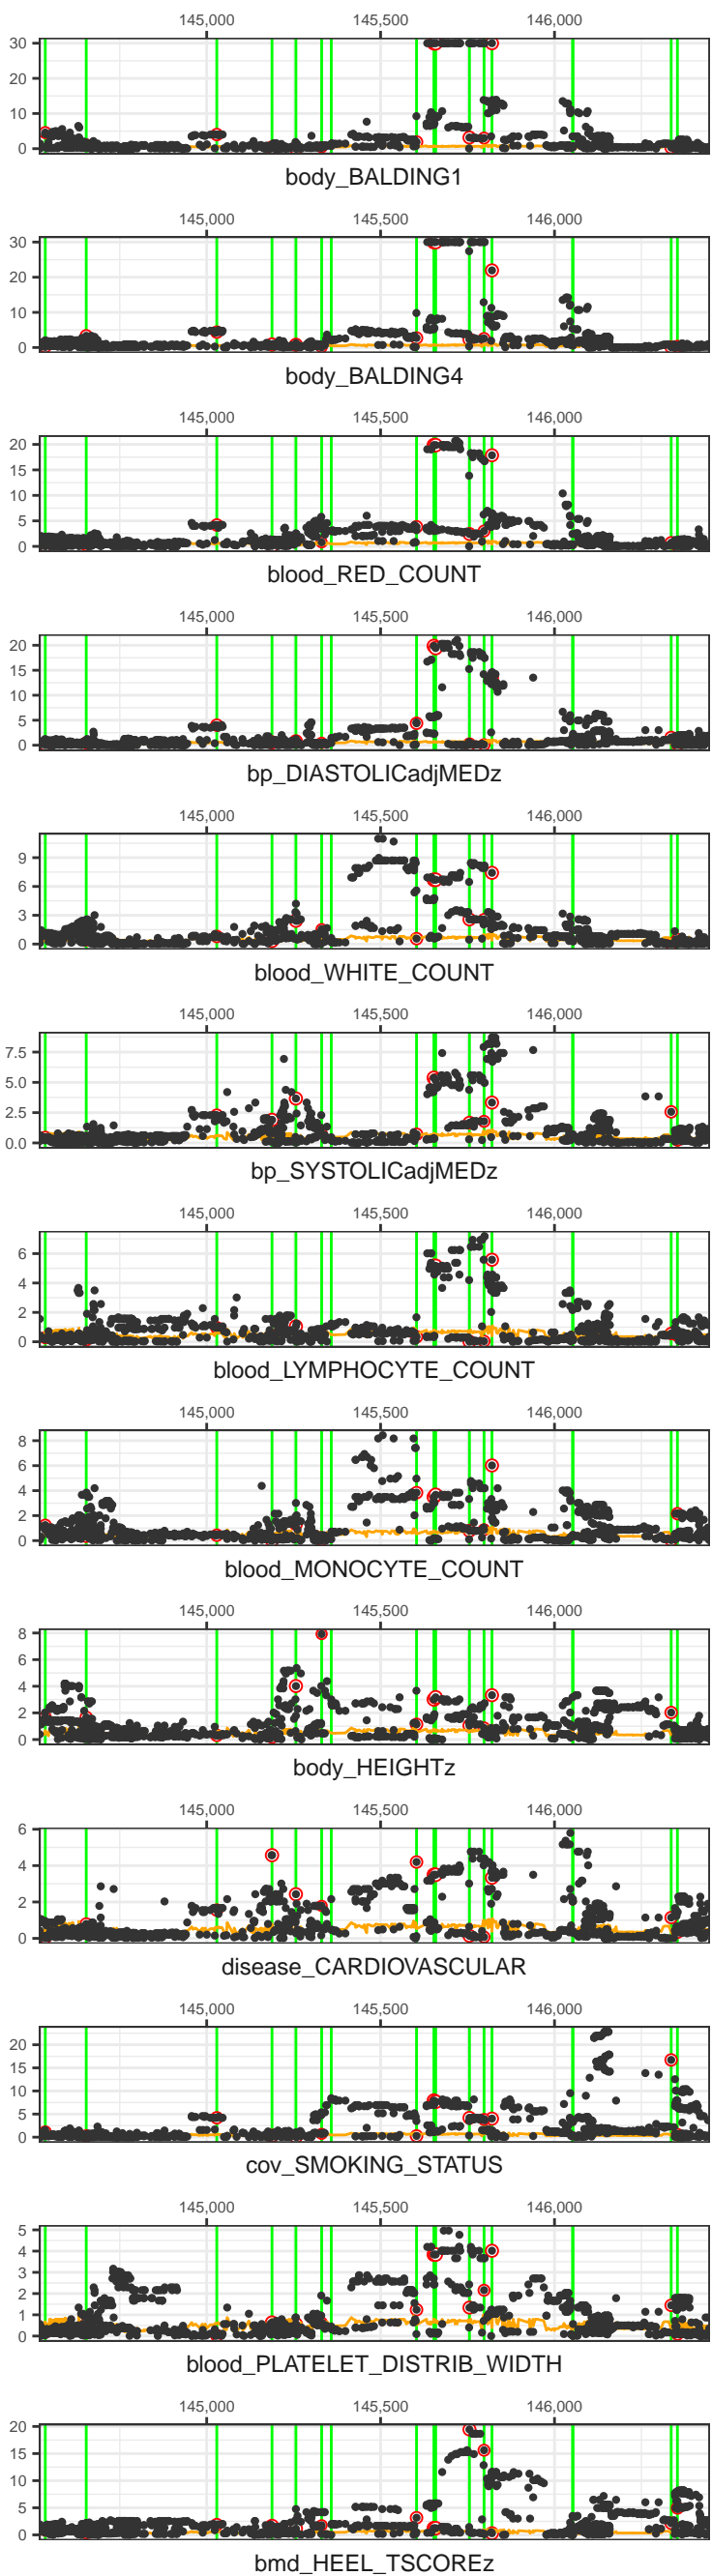 145,000 145,500 146,000
30
20
10
0
body_BALDING1
145,000 145,500 146,000
30
20
10
0
body_BALDING4
145,000 145,500 146,000
20
15
10
5
0
blood_RED_COUNT
145,000 145,500 146,000
20
15
10
5
0
bp_DIASTOLICadjMEDz
145,000 145,500 146,000
9
6
3
0
blood_WHITE_COUNT
145,000 145,500 146,000
7.5
5.0
2.5
0.0
bp_SYSTOLICadjMEDz
145,000 145,500 146,000
6
4
2
0
blood_LYMPHOCYTE_COUNT
145,000 145,500 146,000
8
6
4
2
0
blood_MONOCYTE_COUNT
145,000 145,500 146,000
8
6
4
2
0
body_HEIGHTz
145,000 145,500 146,000
6
4
2
0
disease_CARDIOVASCULAR
145,000 145,500 146,000
20
15
10
5
0
cov_SMOKING_STATUS
145,000 145,500 146,000
5
4
3
2
1
0
blood_PLATELET_DISTRIB_WIDTH
145,000 145,500 146,000
20
15
10
5
0
bmd_HEEL_TSCOREz